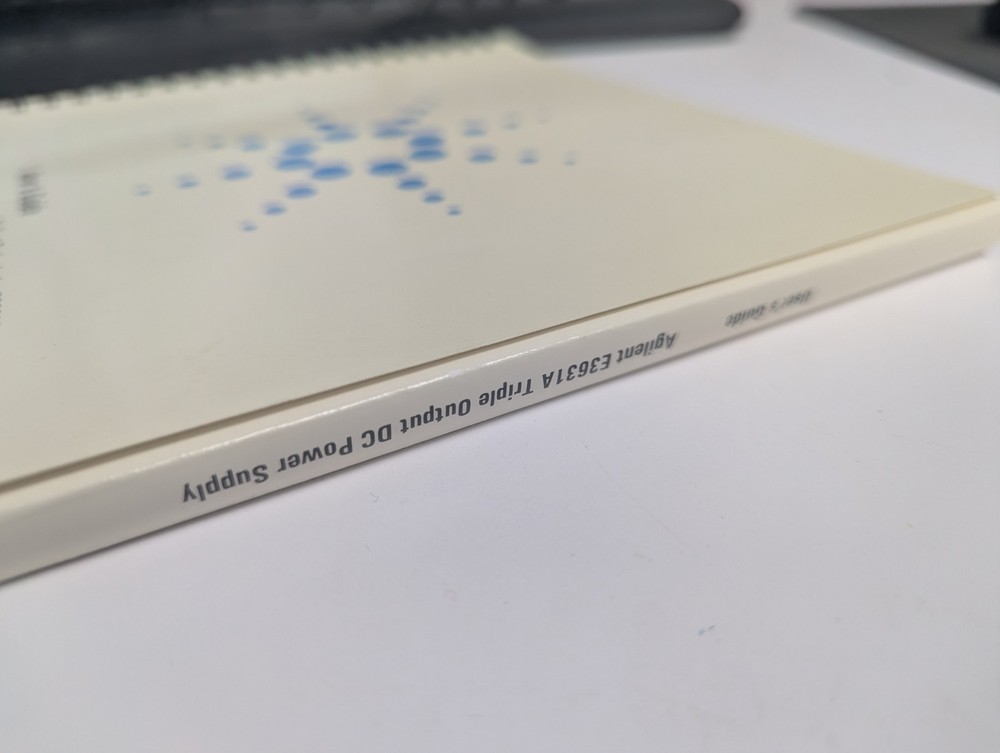 User's Guide
Agilent E3631A Triple Output DC Power Supply